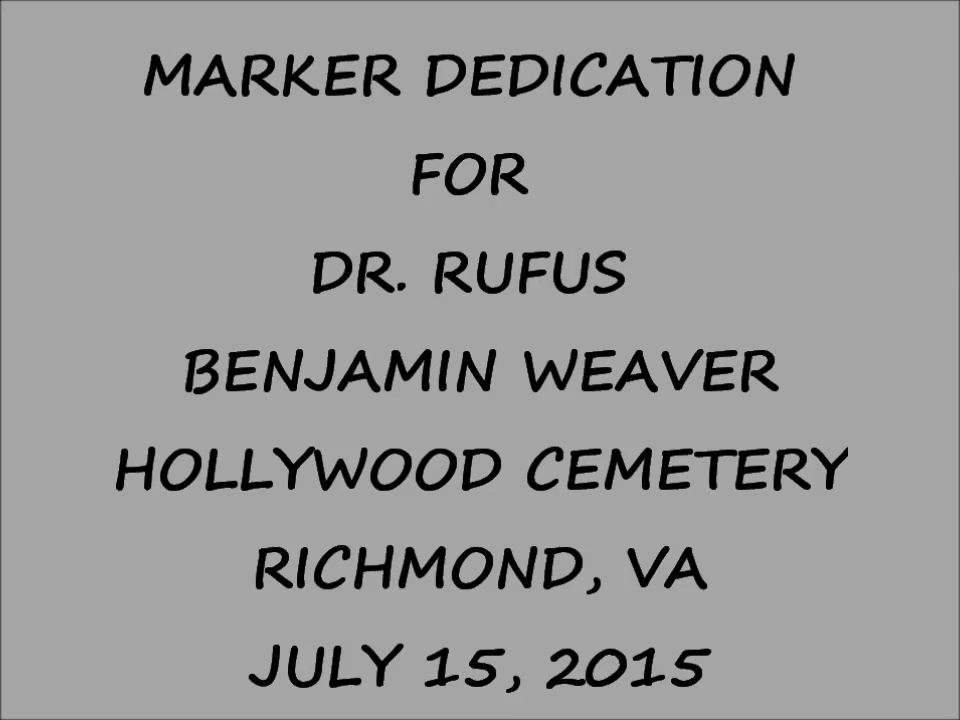 MARKER DEDICATION
FOR
DR. RUFUS
BENJAMIN WEAVER
HOLLYWOOD CEMETERY
RICHMOND, VA
JULY 15, 2015